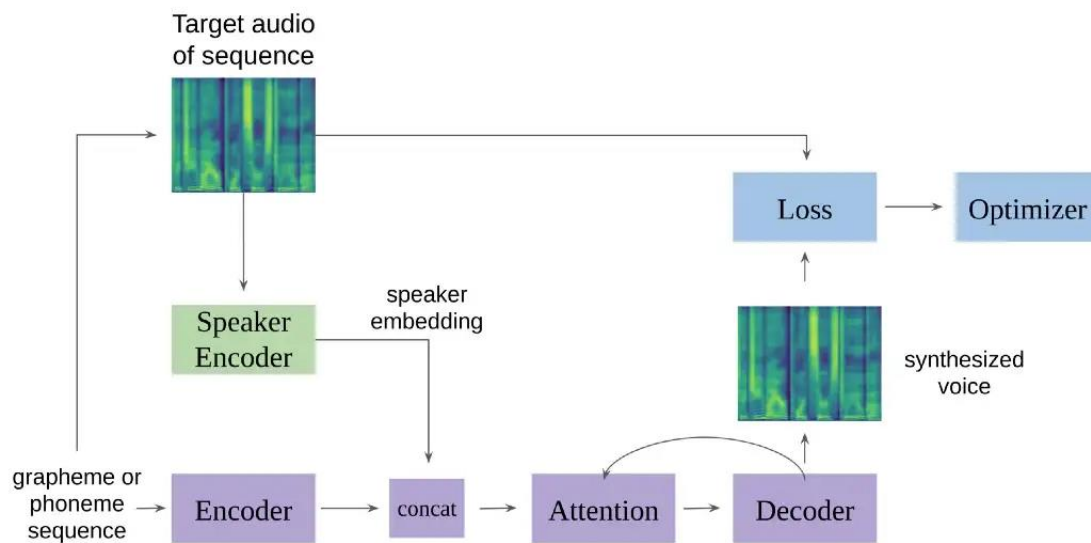 Target audio
of sequence
Loss
Optimizer
Speaker
Encoder
speaker
embedding
synthesized
voice
grapheme or
phoneme
sequence
Encoder
concat
Attention
Decoder